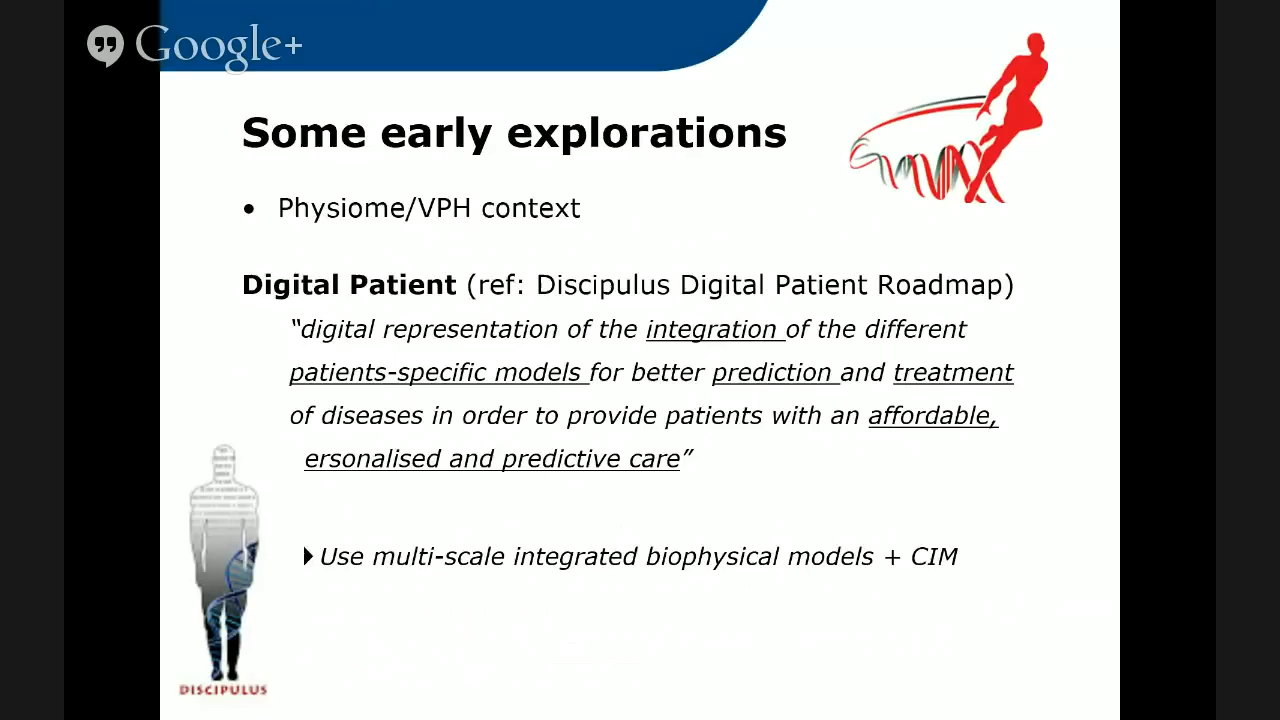 Google+
Some early explorations
• Physiome/VPH context
Digital Patient (ref: Discipulus Digital Patient Roadmap)
“digital representation of the integration of the different
patients-specific models for better prediction and treatment
of diseases in order to provide patients with an affordable,
ersonalised and predictive care”
Use multi-scale integrated biophysical models + CIM
DISCIPULUS